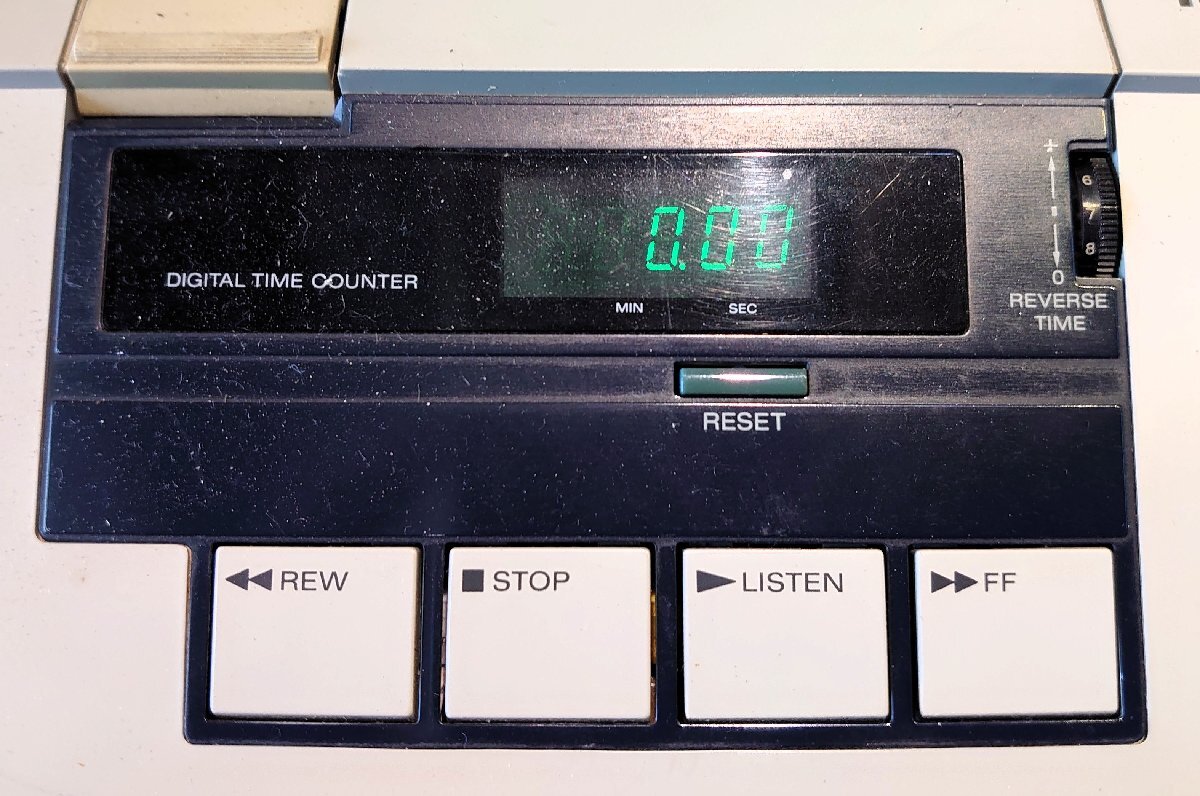 0.00
DIGITAL TIME COUNTER
MIN SEC
+
6
7
8
0
REVERSE
TIME
RESET
REW STOP LISTEN FF